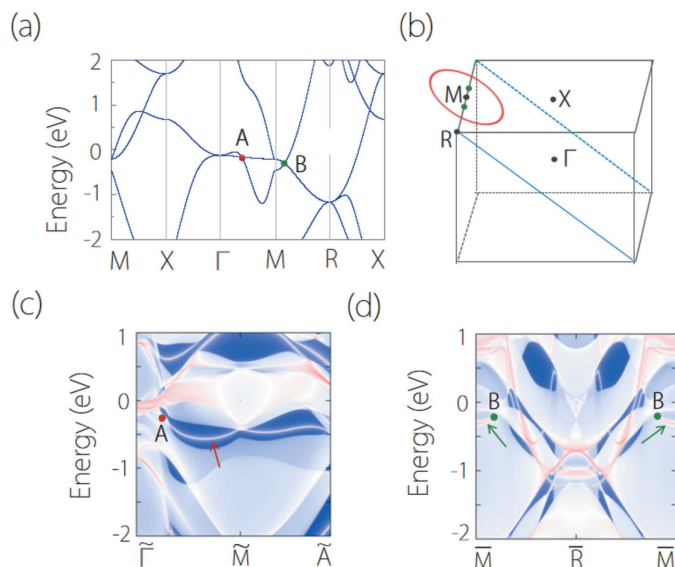 (a)
(b)
2
1
0
-1
-2
Energy (eV)
A
B
M X Γ M R X
M
X
R
Γ
(c)
(d)
1
0
-1
-2
Energy (eV)
A
Γ̃ M̃ Ã
1
0
-1
-2
Energy (eV)
B
B
M̅ R̅ M̅